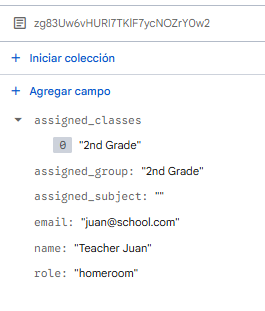 zg83Uw6vHURl7TKlF7ycNOZrY0w2
Iniciar colección
Agregar campo
assigned_classes
0 "2nd Grade"
assigned_group: "2nd Grade"
assigned_subject: ""
email: "juan@school.com"
name: "Teacher Juan"
role: "homeroom"